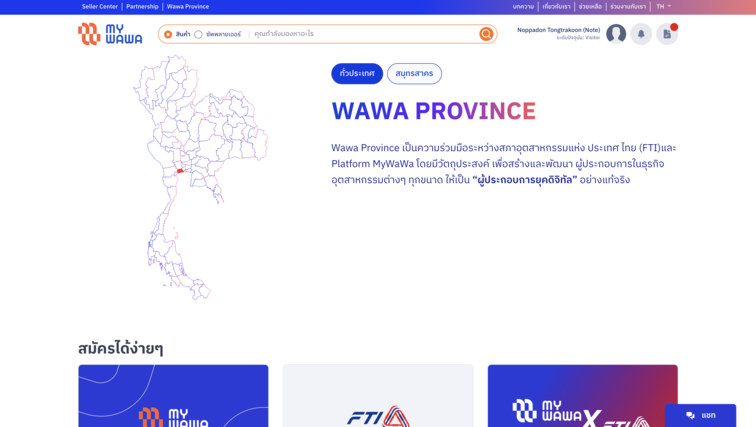 Seller Center
Partnership
Wawa Province
บทความ
เกี่ยวกับเรา
ช่วยเหลือ
ช่วยงานกับเรา
TH
MY
WAWA
สินค้า
ซัพพลายเออร์
คุณกำลังมองหาอะไร
Noppadon Tongtrakoon (Note)
ระดับปัจจุบัน: Visitor
ทั่วประเทศ
สมุทรสาคร
WAWA PROVINCE
Wawa Province เป็นความร่วมมือระหว่างสภาอุตสาหกรรมแห่ง ประเทศ ไทย (FTI)และ
Platform MyWaWa โดยมีวัตถุประสงค์ เพื่อสร้างและพัฒนา ผู้ประกอบการในธุรกิจ
อุตสาหกรรมต่างๆ ทุกขนาด ให้เป็น “ผู้ประกอบการยุคดิจิทัล” อย่างแท้จริง
สมัครได้ง่ายๆ
MY
WAWA
FTI
MY
WAWA
X
FTI
แชท